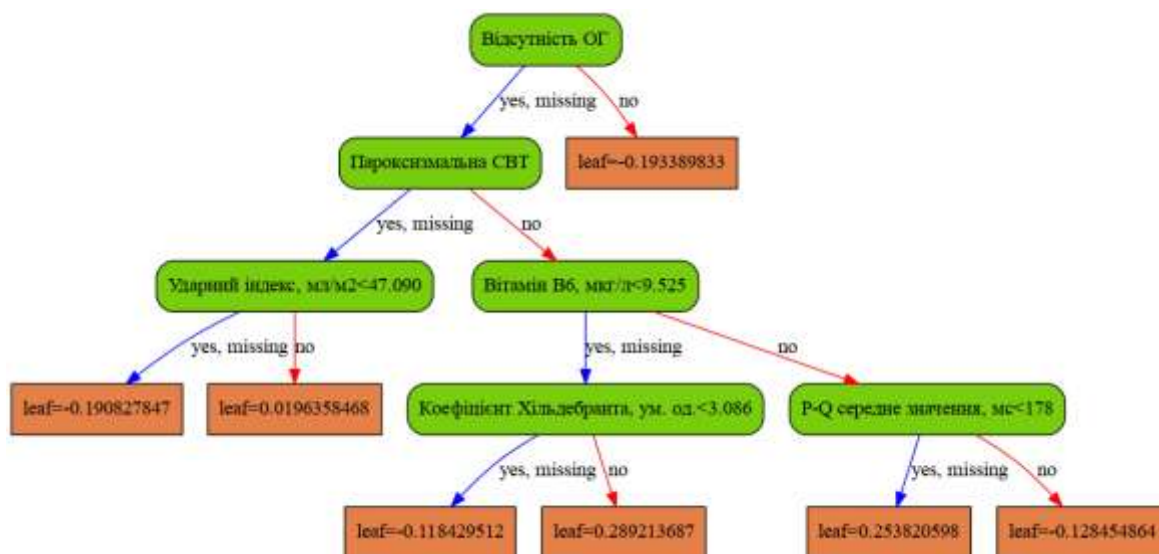 Відсутність ОГ
yes, missing
no
Пароксизмальна СВТ
leaf=-0.193389833
yes, missing
no
Ударний індекс, мл/м2<47.090
Вітамін В6, мкг/л<9.525
yes, missing
no
yes, missing
no
leaf=-0.190827847
leaf=0.0196358468
Коефіцієнт Хільдебранта, ум. од.<3.086
P-Q середнє значення, мс<178
yes, missing
no
yes, missing
no
leaf=-0.118429512
leaf=0.289213687
leaf=0.253820598
leaf=-0.128454864